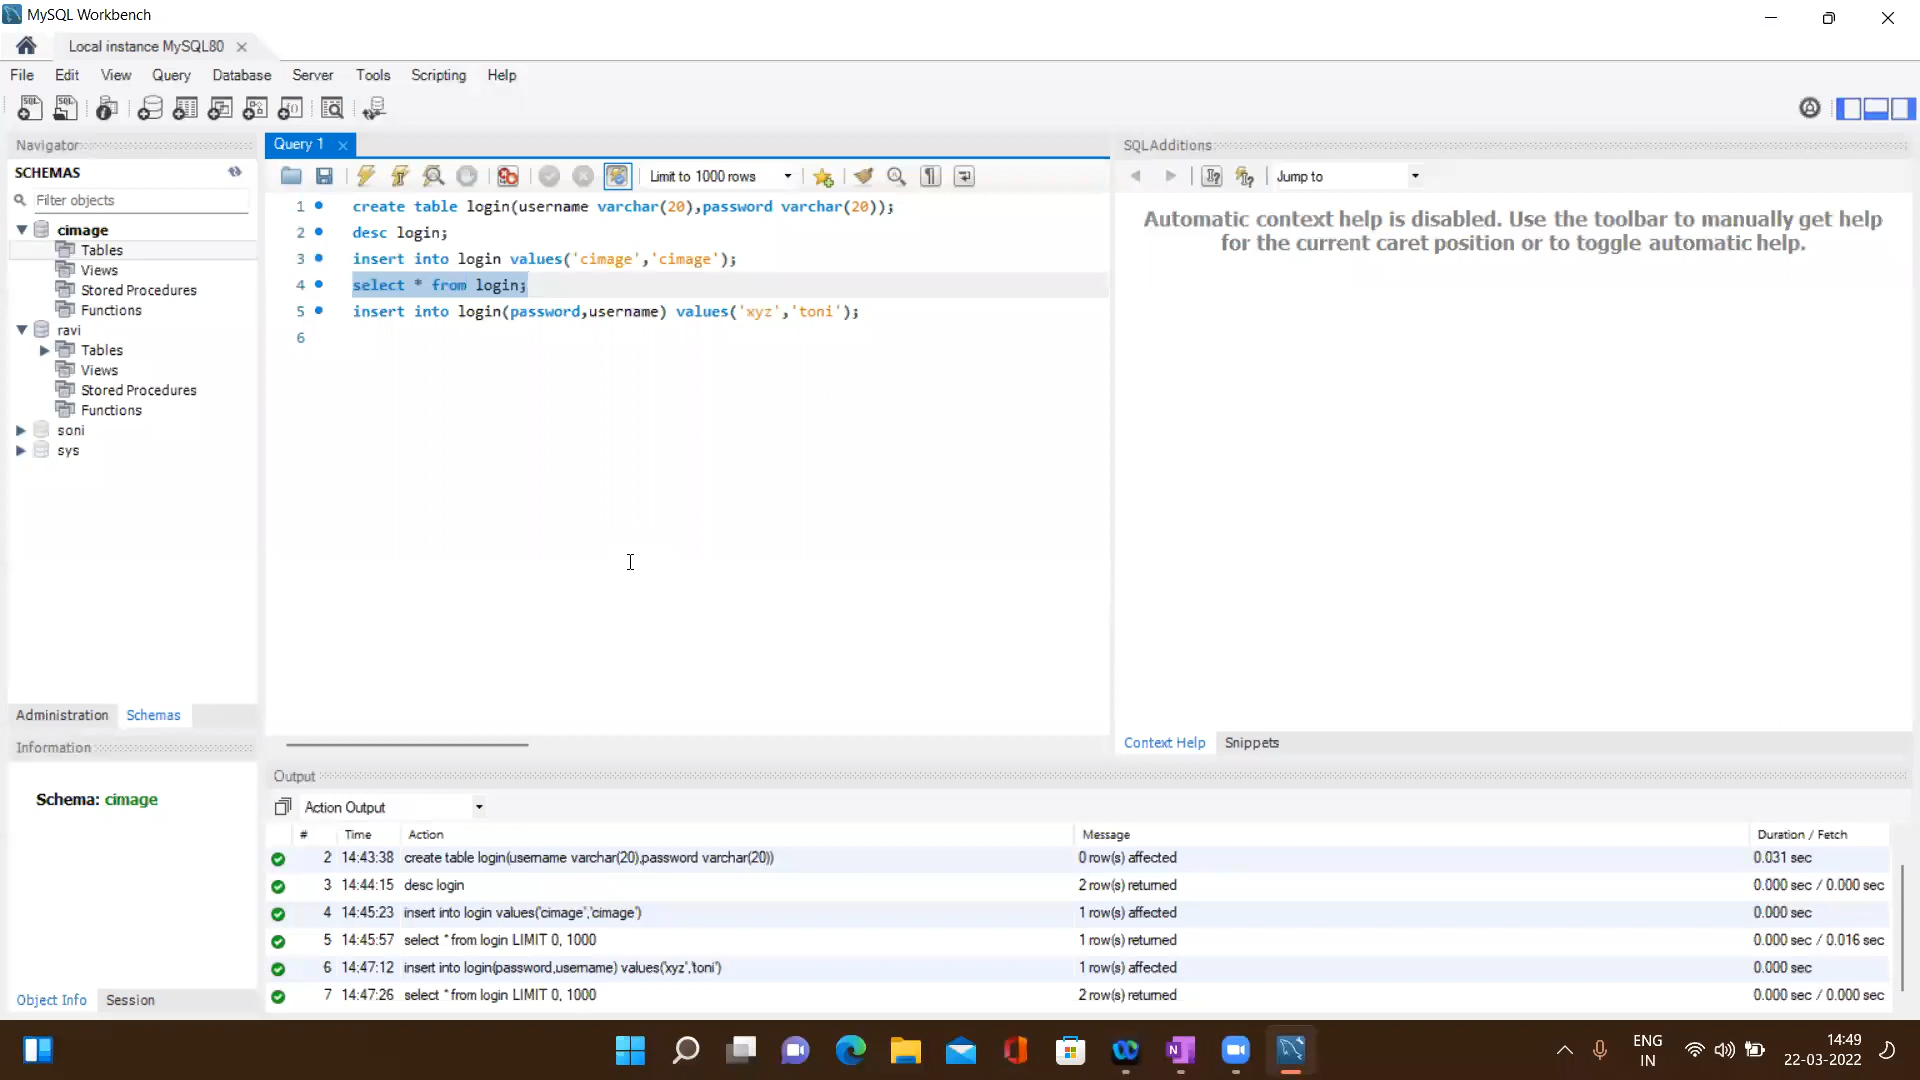 MySQL Workbench
Local instance MySQL80
File Edit View Query Database Server Tools Scripting Help
Navigator
SCHEMAS
Filter objects
cimage
Tables
Views
Stored Procedures
Functions
ravi
Tables
Views
Stored Procedures
Functions
soni
sys
Administration Schemas
Information
Schema: cimage
Object Info Session
Query 1
Limit to 1000 rows
1 create table login(username varchar(20),password varchar(20));
2 desc login;
3 insert into login values('cimage','cimage');
4 select * from login;
5 insert into login(password,username) values('xyz','toni');
6
SQLAdditions
Jump to
Automatic context help is disabled. Use the toolbar to manually get help
for the current caret position or to toggle automatic help.
Context Help Snippets
Output
Action Output
# Time Action Message Duration / Fetch
2 14:43:38 create table login(username varchar(20),password varchar(20)) 0 row(s) affected 0.031 sec
3 14:44:15 desc login 2 row(s) returned 0.000 sec / 0.000 sec
4 14:45:23 insert into login values('cimage','cimage') 1 row(s) affected 0.000 sec
5 14:45:57 select * from login LIMIT 0, 1000 1 row(s) returned 0.000 sec / 0.016 sec
6 14:47:12 insert into login(password,username) values('xyz','toni') 1 row(s) affected 0.000 sec
7 14:47:26 select * from login LIMIT 0, 1000 2 row(s) returned 0.000 sec / 0.000 sec
ENG
IN
14:49
22-03-2022